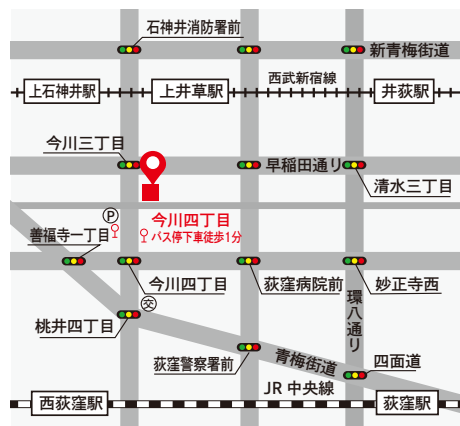 石神井消防署前
新青梅街道
西武新宿線
上石神井駅
上井草駅
井荻駅
今川三丁目
早稲田通り
清水三丁目
P
今川四丁目
バス停下車徒歩1分
善福寺一丁目
今川四丁目
荻窪病院前
妙正寺西
環八通り
交
桃井四丁目
荻窪警察署前
青梅街道
四面道
JR 中央線
西荻窪駅
荻窪駅